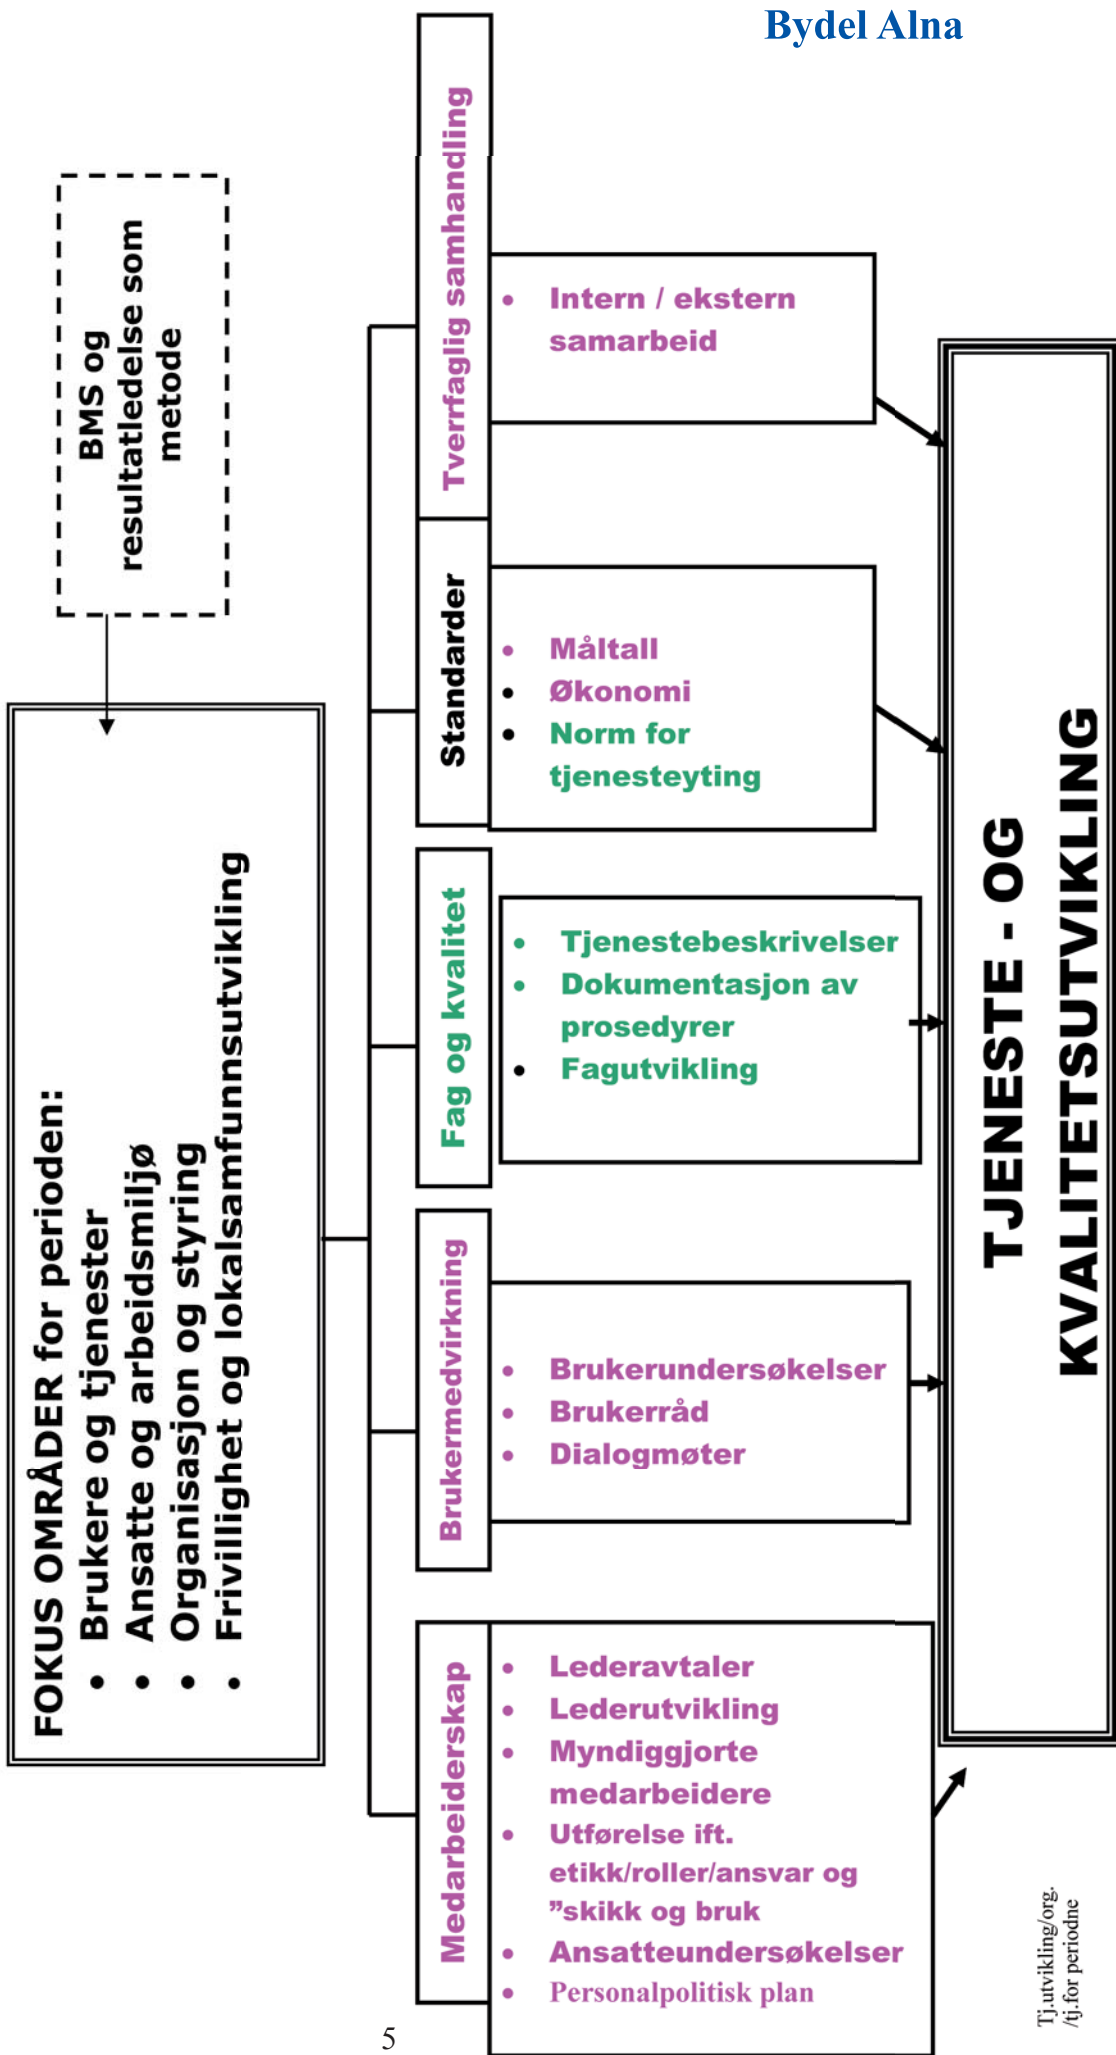 Bydel Alna
BMS og
resultatledelse som
metode
FOKUS OMRÅDER for perioden:
• Brukere og tjenester
• Ansatte og arbeidsmiljø
• Organisasjon og styring
• Frivillighet og lokalsamfunnsutvikling
Medarbeiderskap
• Lederavtaler
• Lederutvikling
• Myndiggjorte
medarbeidere
• Utførelse ift.
etikk/roller/ansvar og
”skikk og bruk
• Ansatteundersøkelser
• Personalpolitisk plan
Brukermedvirkning
• Brukerundersøkelser
• Brukerråd
• Dialogmøter
Fag og kvalitet
• Tjenestebeskrivelser
• Dokumentasjon av
prosedyrer
• Fagutvikling
Standarder
• Måltall
• Økonomi
• Norm for
tjenesteyting
Tverrfaglig samhandling
• Intern / ekstern
samarbeid
TJENESTE - OG
KVALITETSUTVIKLING
Tj.utvikling/org.
/tj.for periodne
5